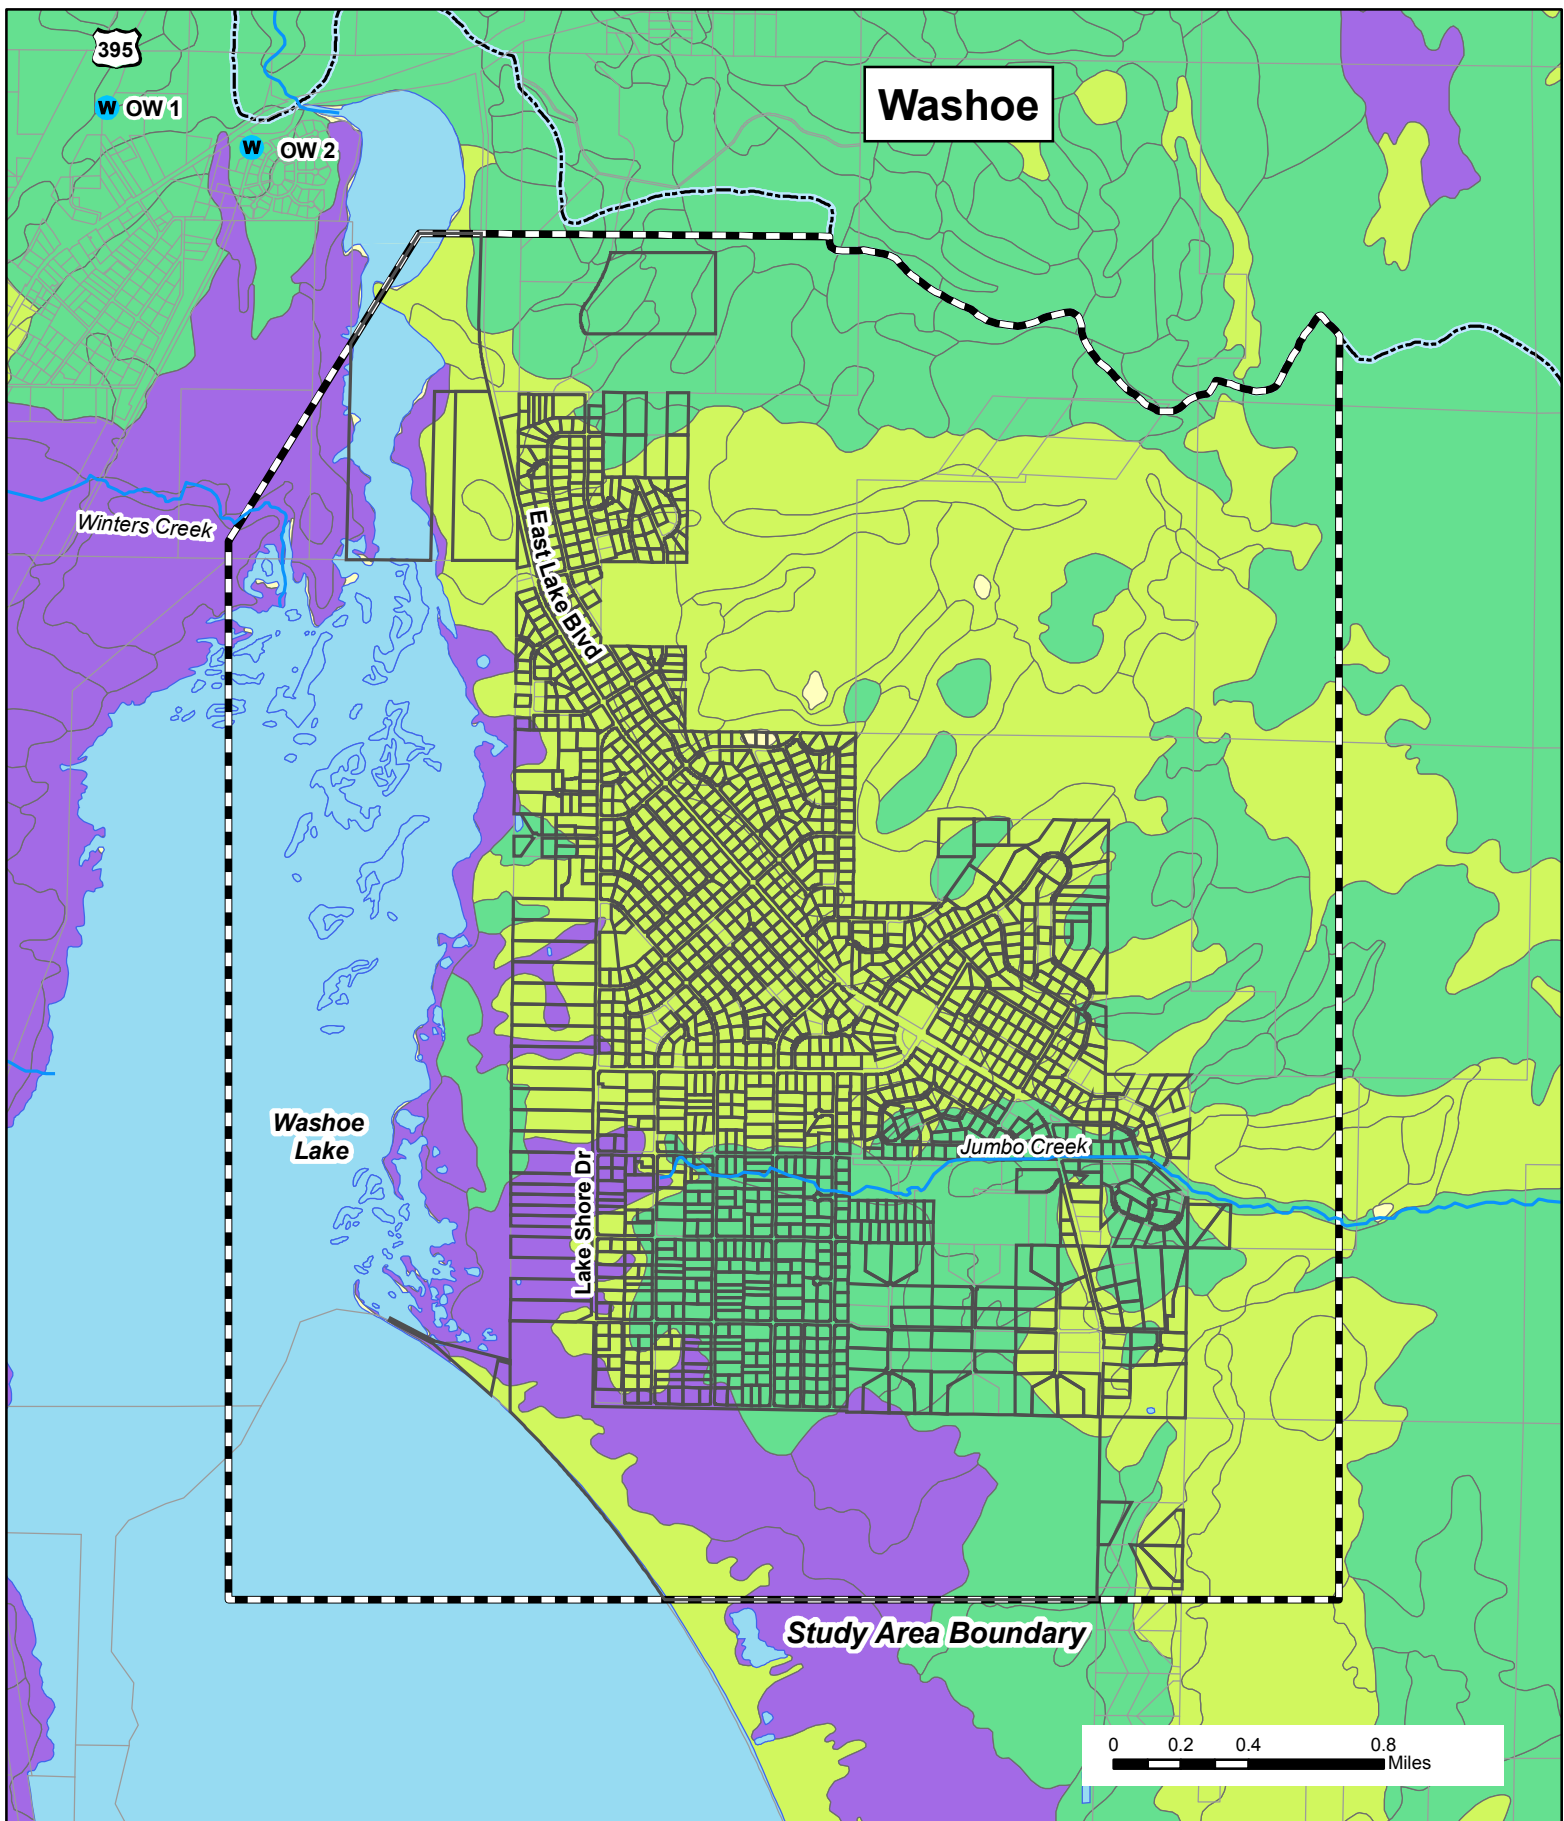 395
W OW 1
W OW 2
Washoe
Winters Creek
East Lake Blvd
Washoe
Lake
Jumbo Creek
Lake Shore Dr
Study Area Boundary
0 0.2 0.4 0.8
Miles